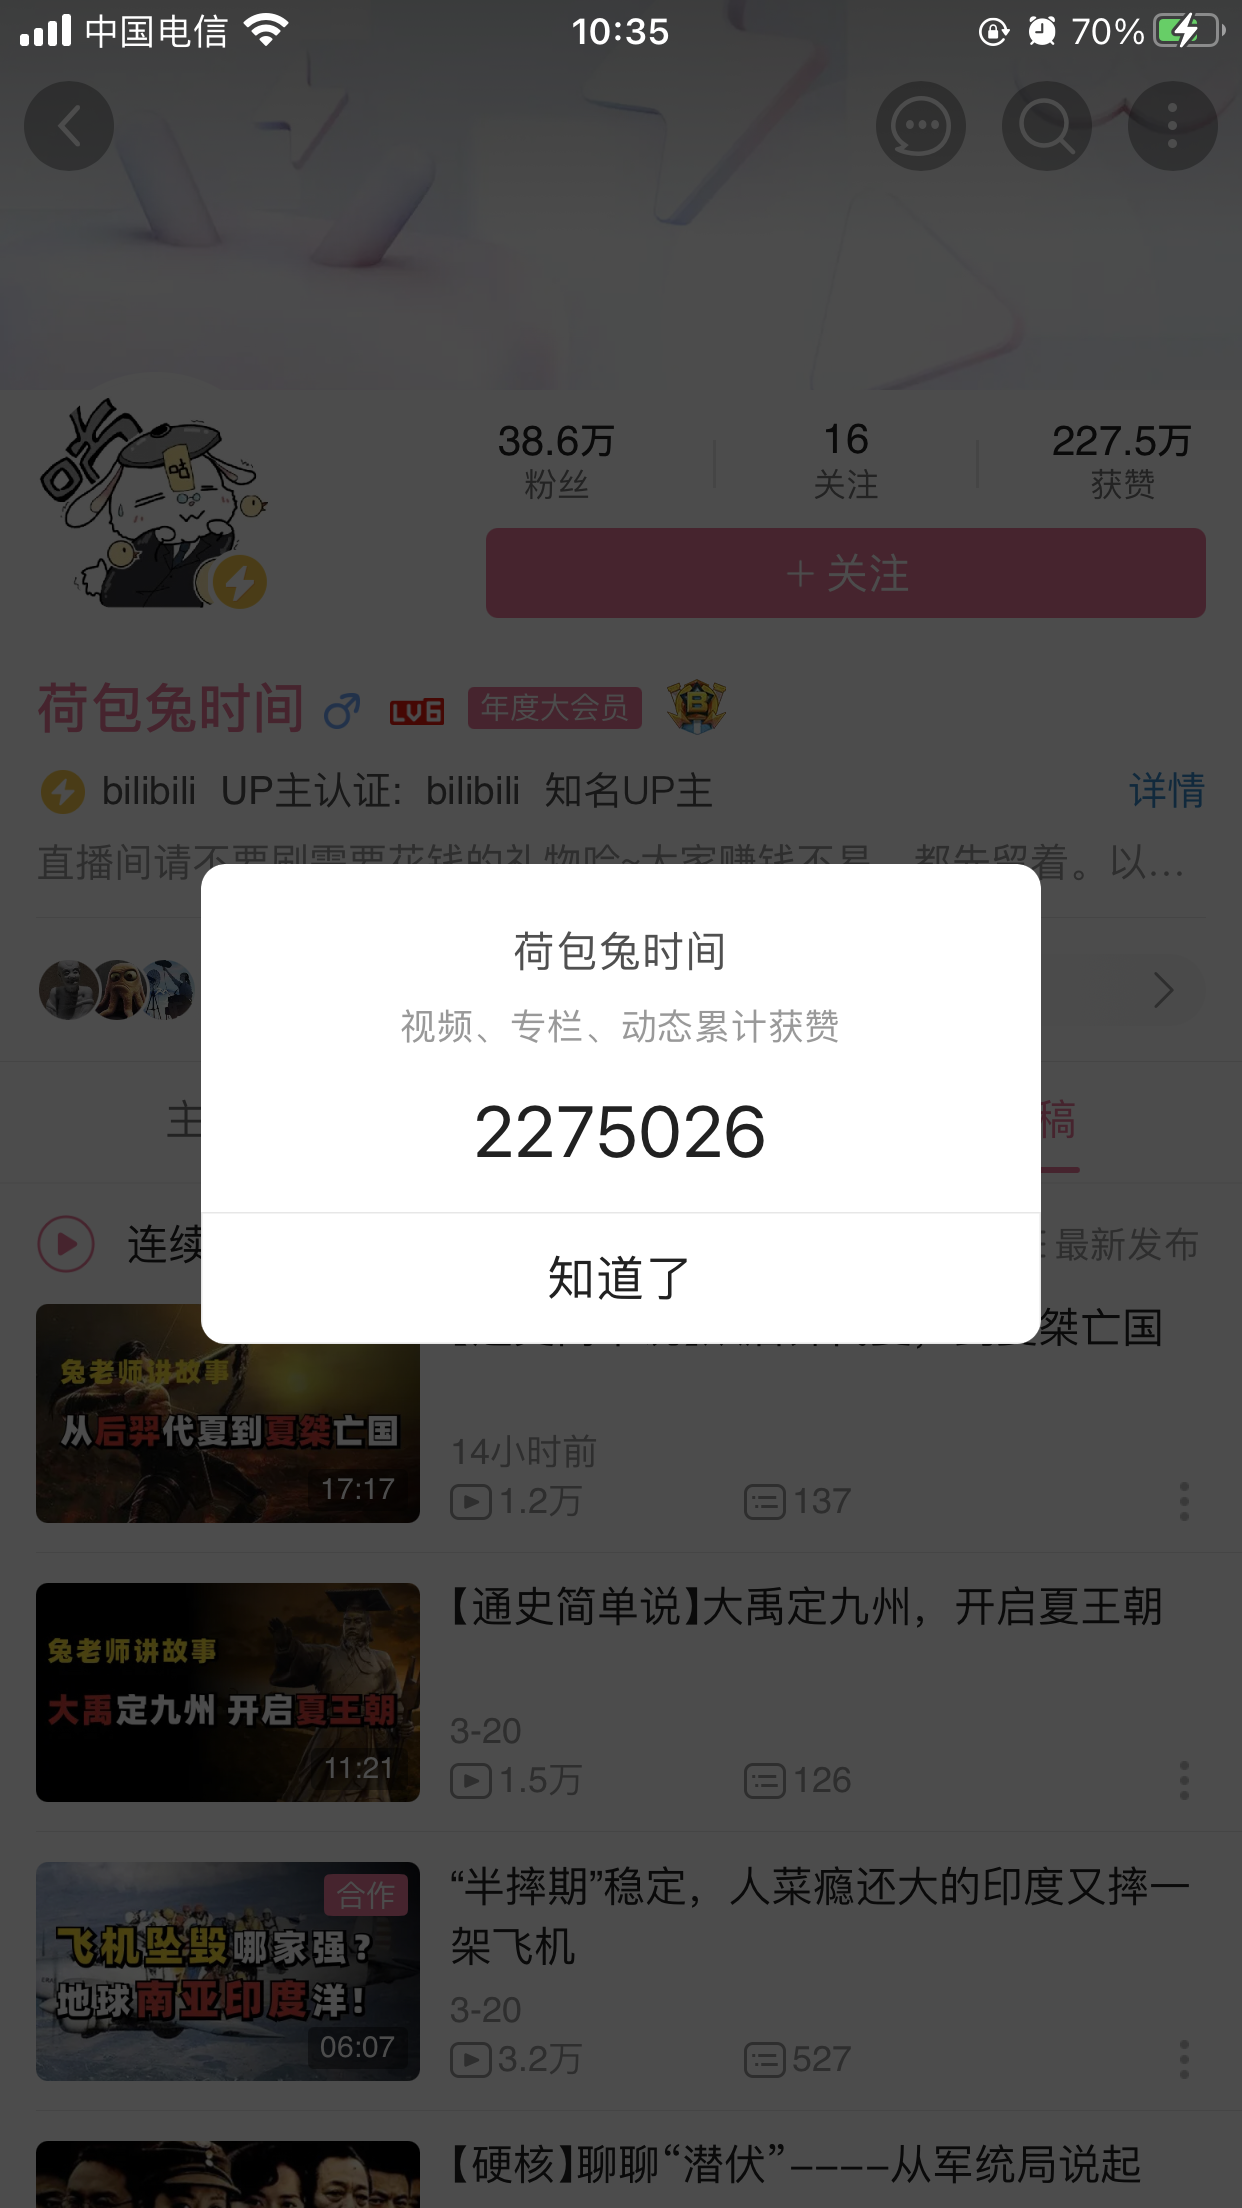 中国电信
10:35
70%
38.6万
粉丝
16
关注
227.5万
获赞
咕
+ 关注
荷包兔时间
LV6
年度大会员
B
bilibili UP主认证: bilibili 知名UP主
详情
直播间请不要刷需要花钱的礼物哈~大家赚钱不易，都先留着。以...
荷包兔时间
视频、专栏、动态累计获赞
2275026
知道了
主
稿
连续
最新发布
兔老师讲故事
从后羿代夏到夏桀亡国
17:17
桀亡国
14小时前
1.2万
137
兔老师讲故事
大禹定九州 开启夏王朝
11:21
【通史简单说】大禹定九州，开启夏王朝
3-20
1.5万
126
合作
飞机坠毁哪家强?
地球南亚印度洋!
06:07
“半摔期”稳定，人菜瘾还大的印度又摔一
架飞机
3-20
3.2万
527
【硬核】聊聊“潜伏”----从军统局说起